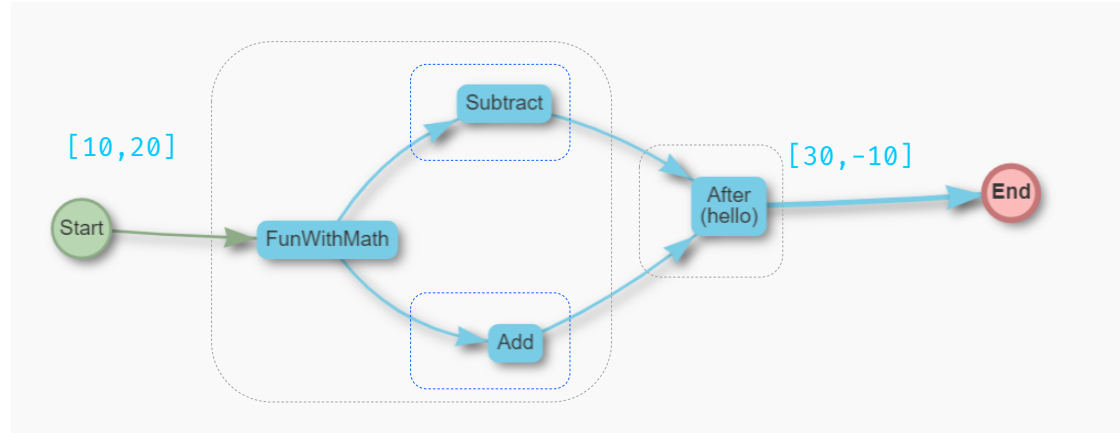 [10,20]
Start
FunWithMath
Subtract
Add
After
(hello)
[30,-10]
End